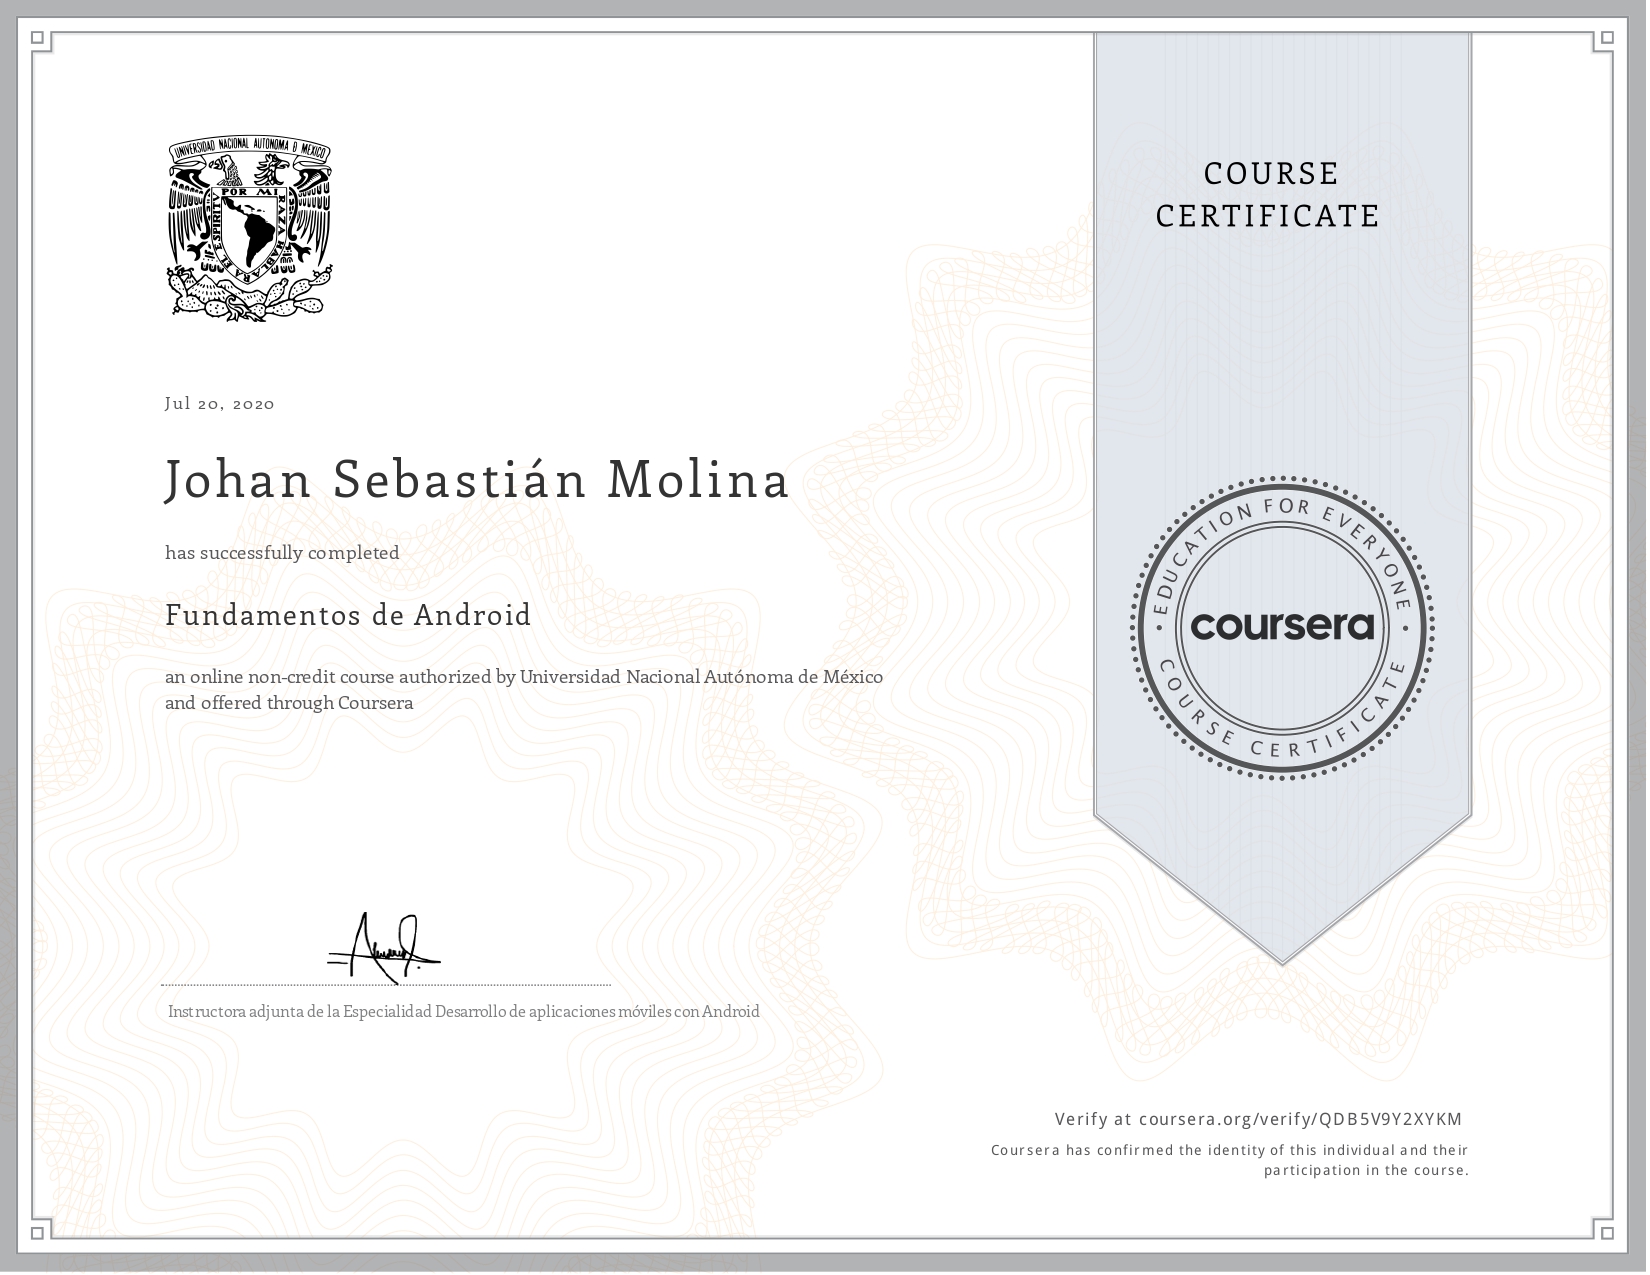 UNIVERSIDAD NACIONAL AUTONOMA D MEXICO
POR MI RAZA HABLARA EL ESPIRITV
COURSE
CERTIFICATE
Jul 20, 2020
Johan Sebastián Molina
has successfully completed
Fundamentos de Android
an online non-credit course authorized by Universidad Nacional Autónoma de México
and offered through Coursera
EDUCATION FOR EVERYONE
coursera
COURSE CERTIFICATE
Instructora adjunta de la Especialidad Desarrollo de aplicaciones móviles con Android
Verify at coursera.org/verify/QDB5V9Y2XYKM
Coursera has confirmed the identity of this individual and their
participation in the course.